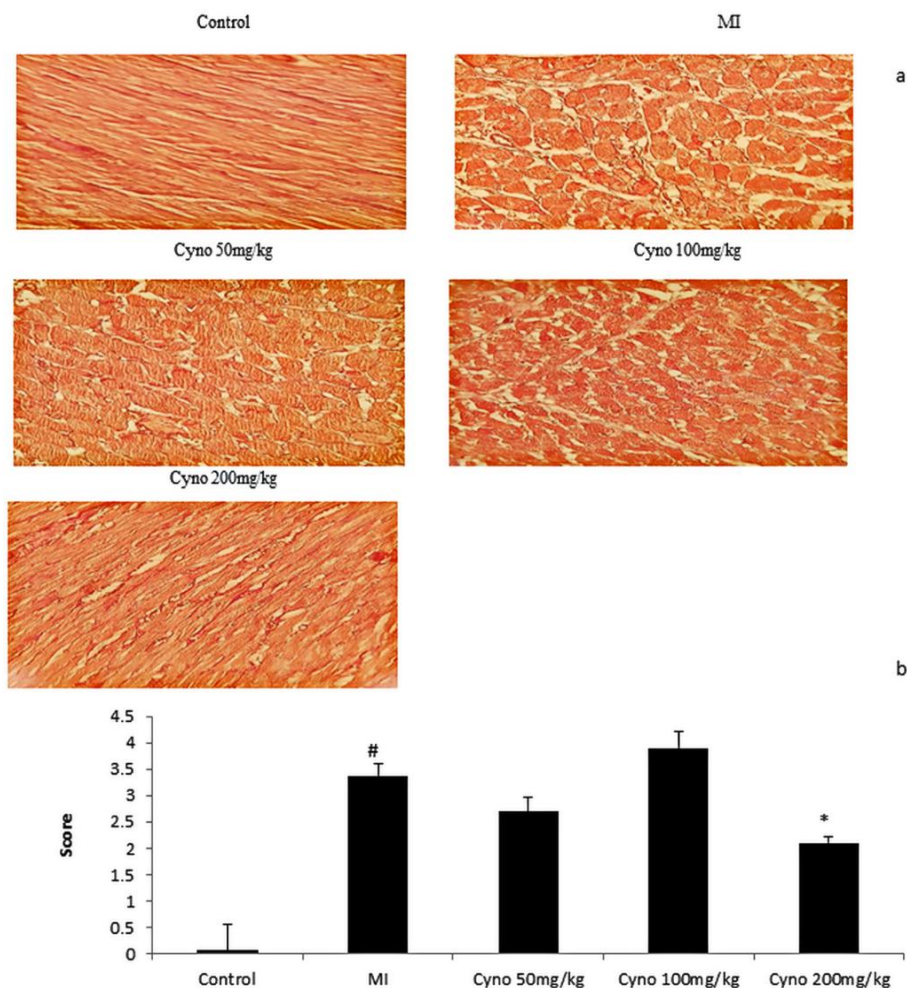 Control MI
a
Cyno 50mg/kg Cyno 100mg/kg
Cyno 200mg/kg
b
4.5
4
3.5
3
2.5
2
1.5
1
0.5
0
Score
#
*
Control MI Cyno 50mg/kg Cyno 100mg/kg Cyno 200mg/kg